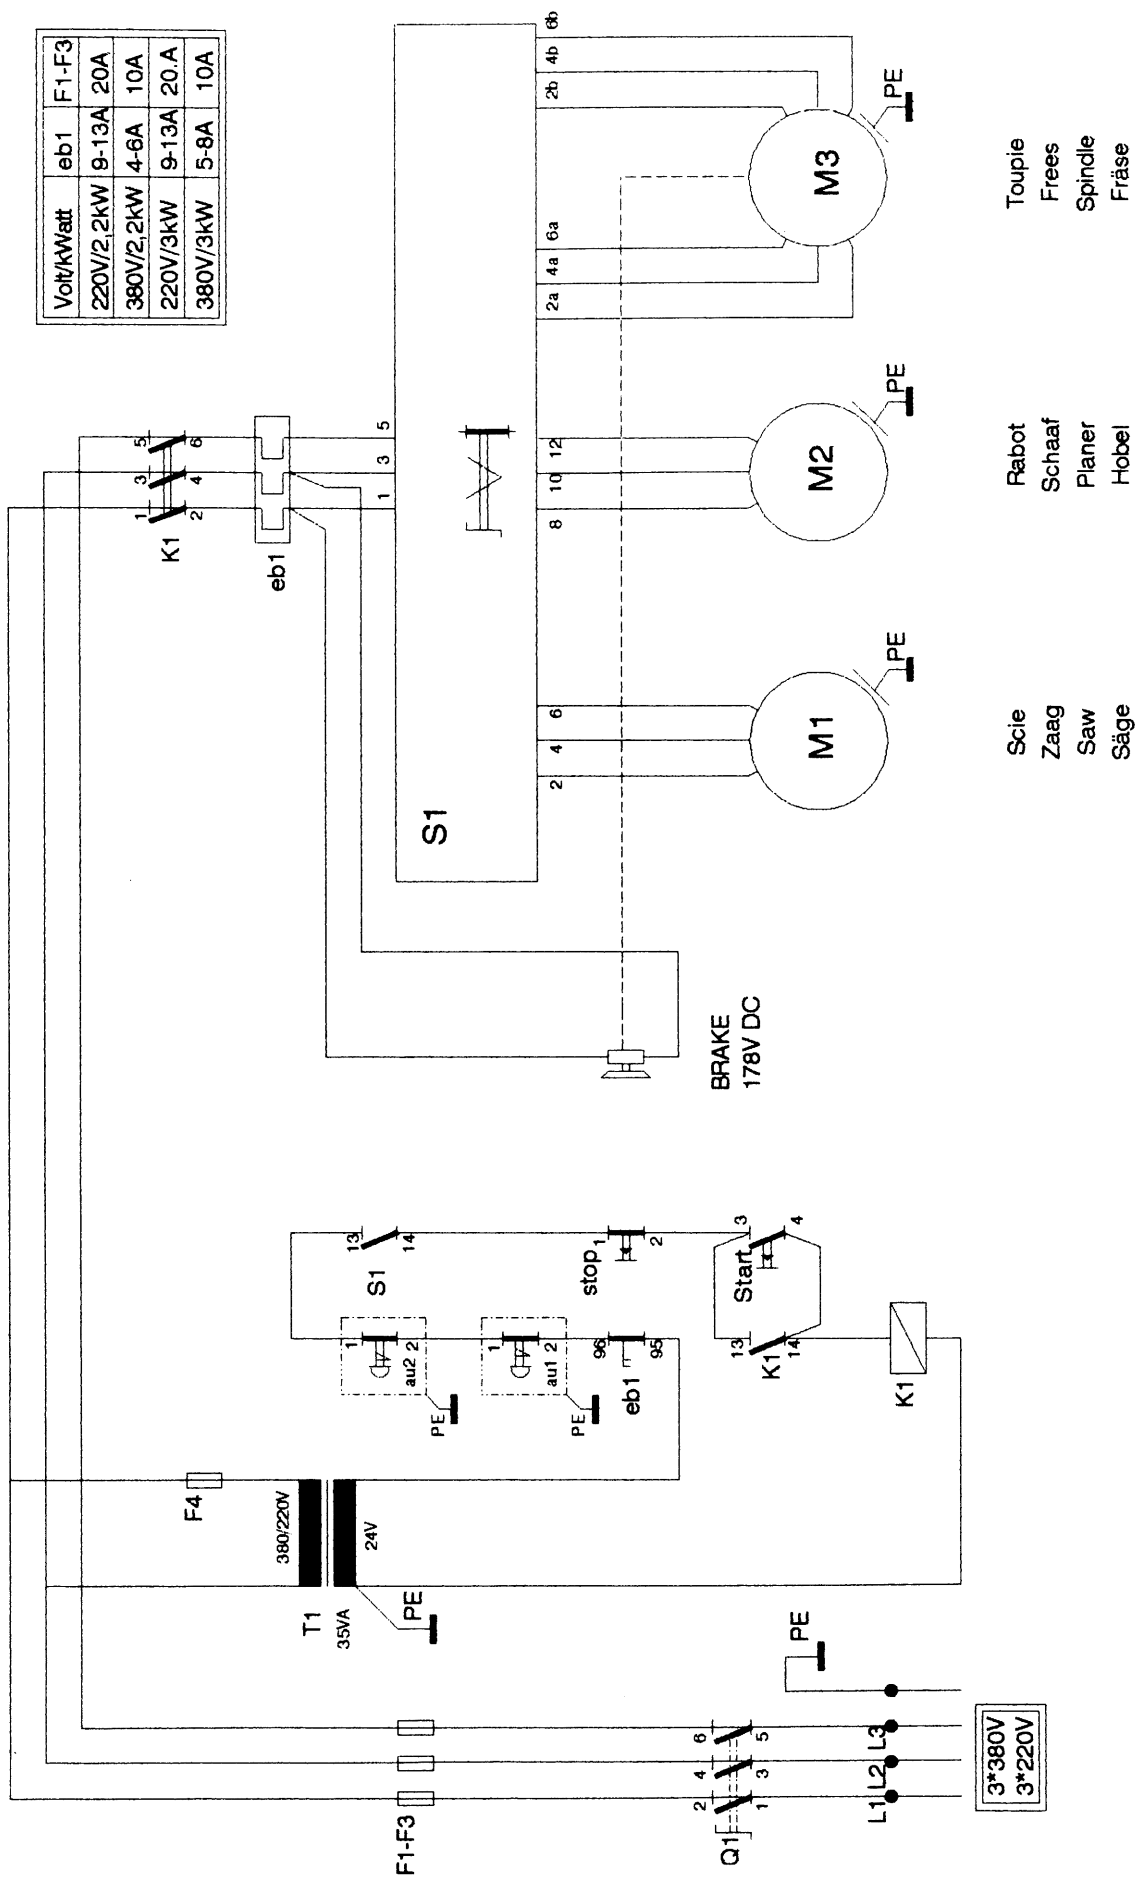 Volt/kWatt eb1 F1-F3
220V/2,2kW 9-13A 20A
380V/2,2kW 4-6A 10A
220V/3kW 9-13A 20.A
380V/3kW 5-8A 10A
1 3 5
2 4 6
K1
eb1
1 3 5
S1
2 4 6
8 10 12
2a 4a 6a
2b 4b 6b
M1
PE
M2
PE
M3
PE
Scie
Zaag
Saw
Säge
Rabot
Schaaf
Planer
Hobel
Toupie
Frees
Spindle
Fräse
BRAKE
178V DC
F4
380/220V
T1
35VA
24V
PE
1
au2
2
PE
1
au1
2
PE
96
eb1
95
13
S1
14
1
stop
2
3
Start
4
13
K1
14
K1
F1-F3
2 4 6
Q1
1 3 5
L1 L2 L3
PE
3*380V
3*220V